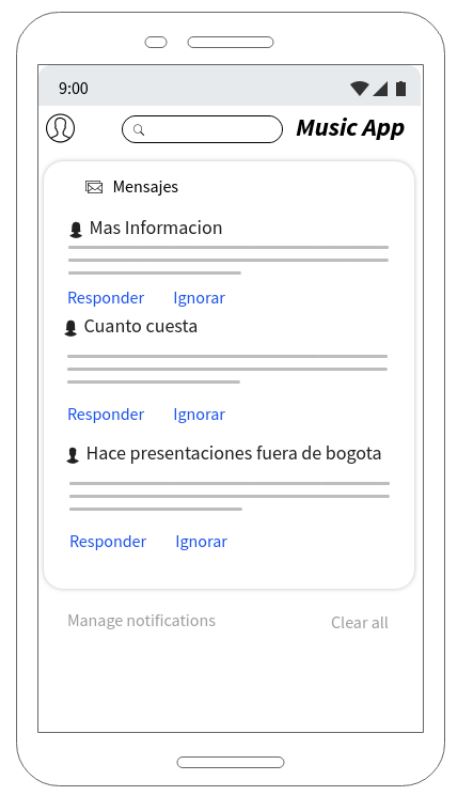 9:00
Music App
Mensajes
Mas Informacion
Responder Ignorar
Cuanto cuesta
Responder Ignorar
Hace presentaciones fuera de bogota
Responder Ignorar
Manage notifications Clear all